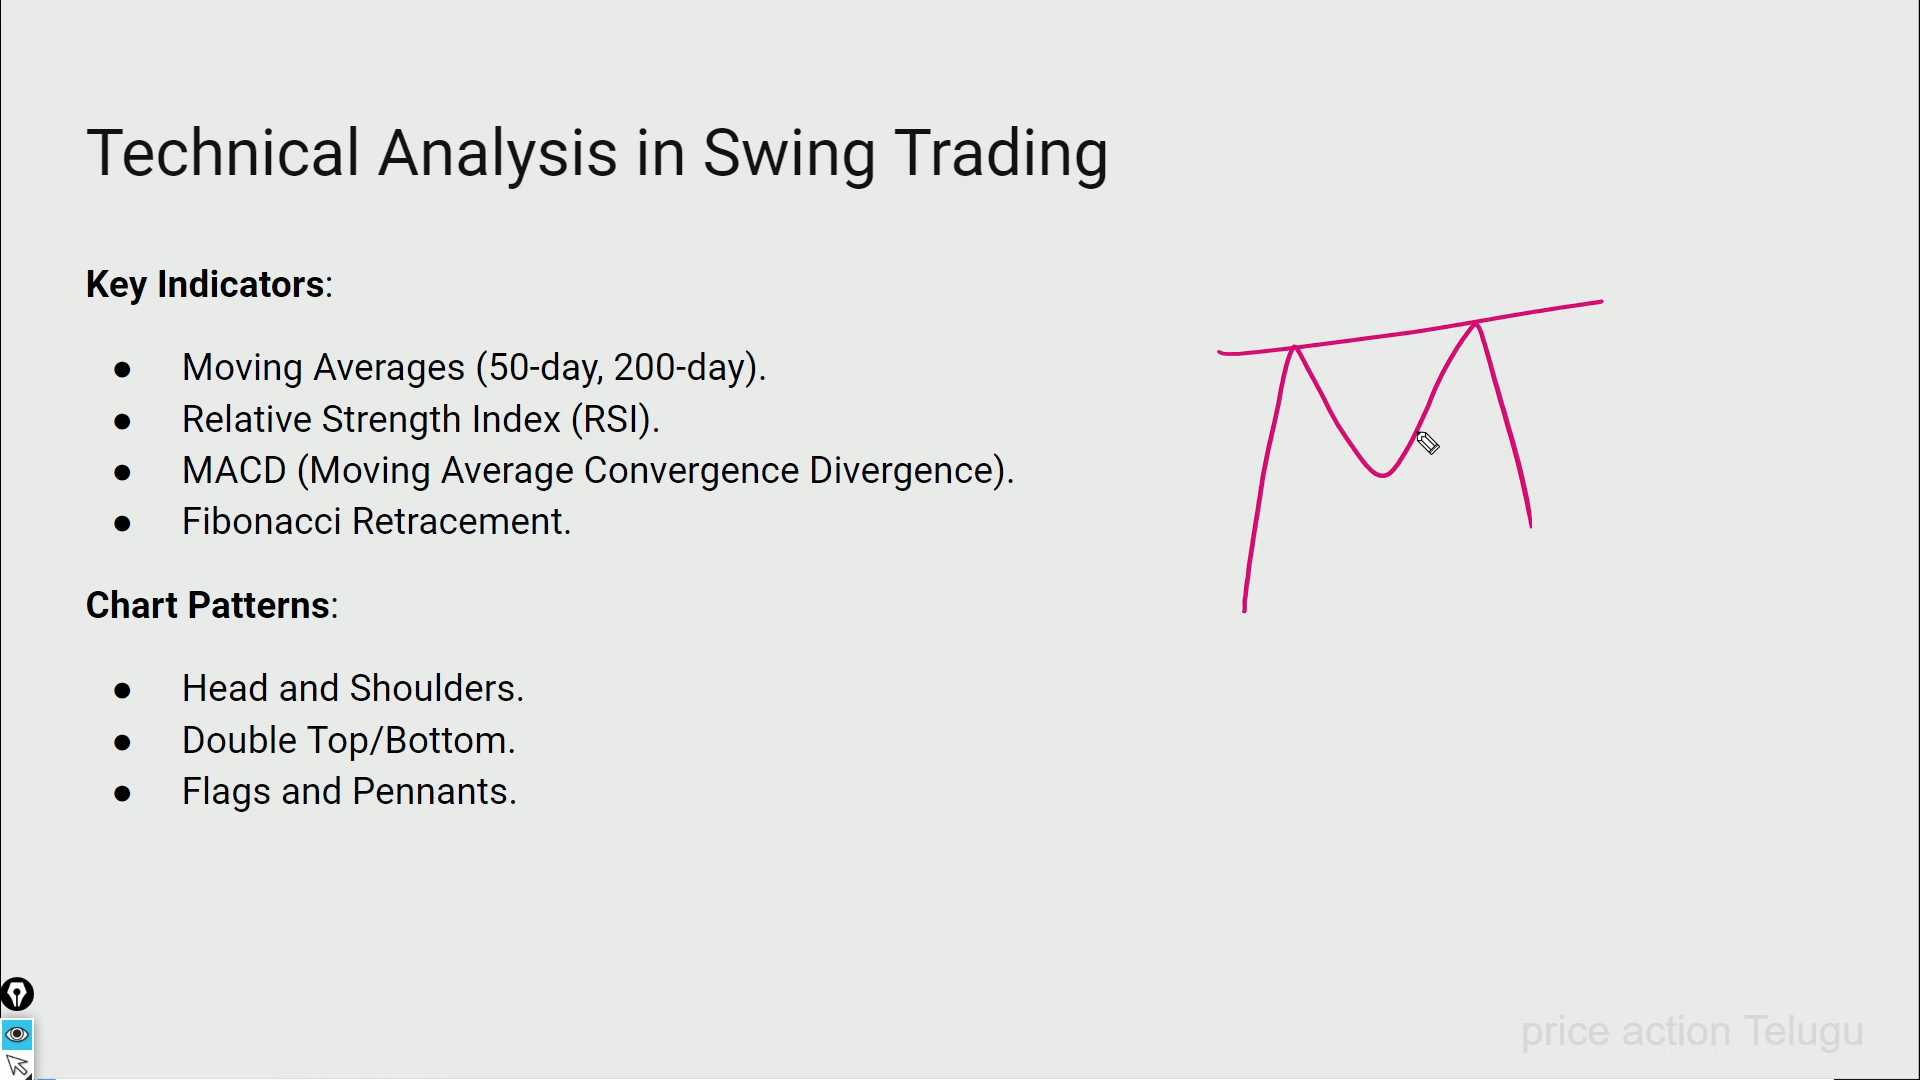 Technical Analysis in Swing Trading
Key Indicators:
● Moving Averages (50-day, 200-day).
● Relative Strength Index (RSI).
● MACD (Moving Average Convergence Divergence).
● Fibonacci Retracement.
Chart Patterns:
● Head and Shoulders.
● Double Top/Bottom.
● Flags and Pennants.
price action Telugu